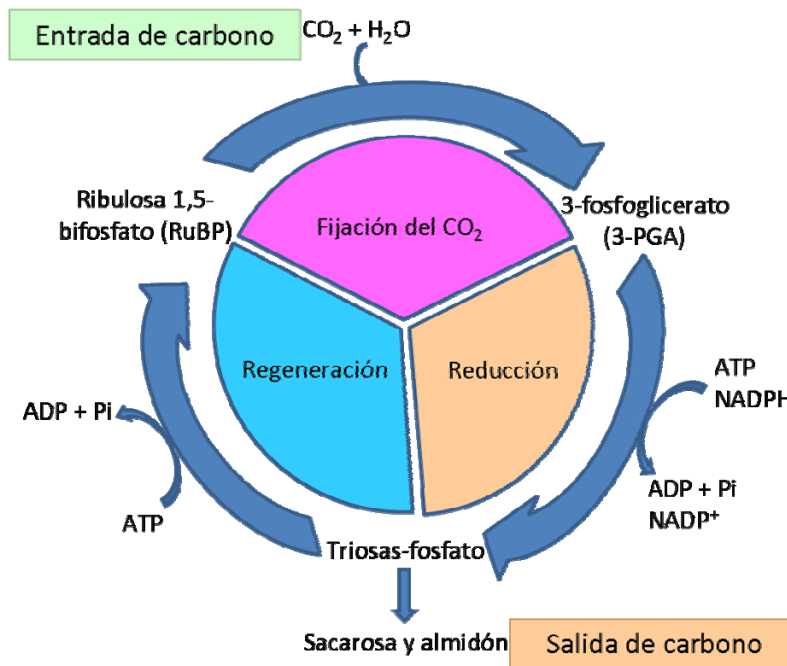 Entrada de carbono
CO₂ + H₂O
Ribulosa 1,5-
bifosfato (RuBP)
Fijación del CO₂
3-fosfoglicerato
(3-PGA)
Regeneración
Reducción
ATP
NADPH
ADP + Pi
ADP + Pi
NADP⁺
ATP
Triosas-fosfato
Sacarosa y almidón
Salida de carbono